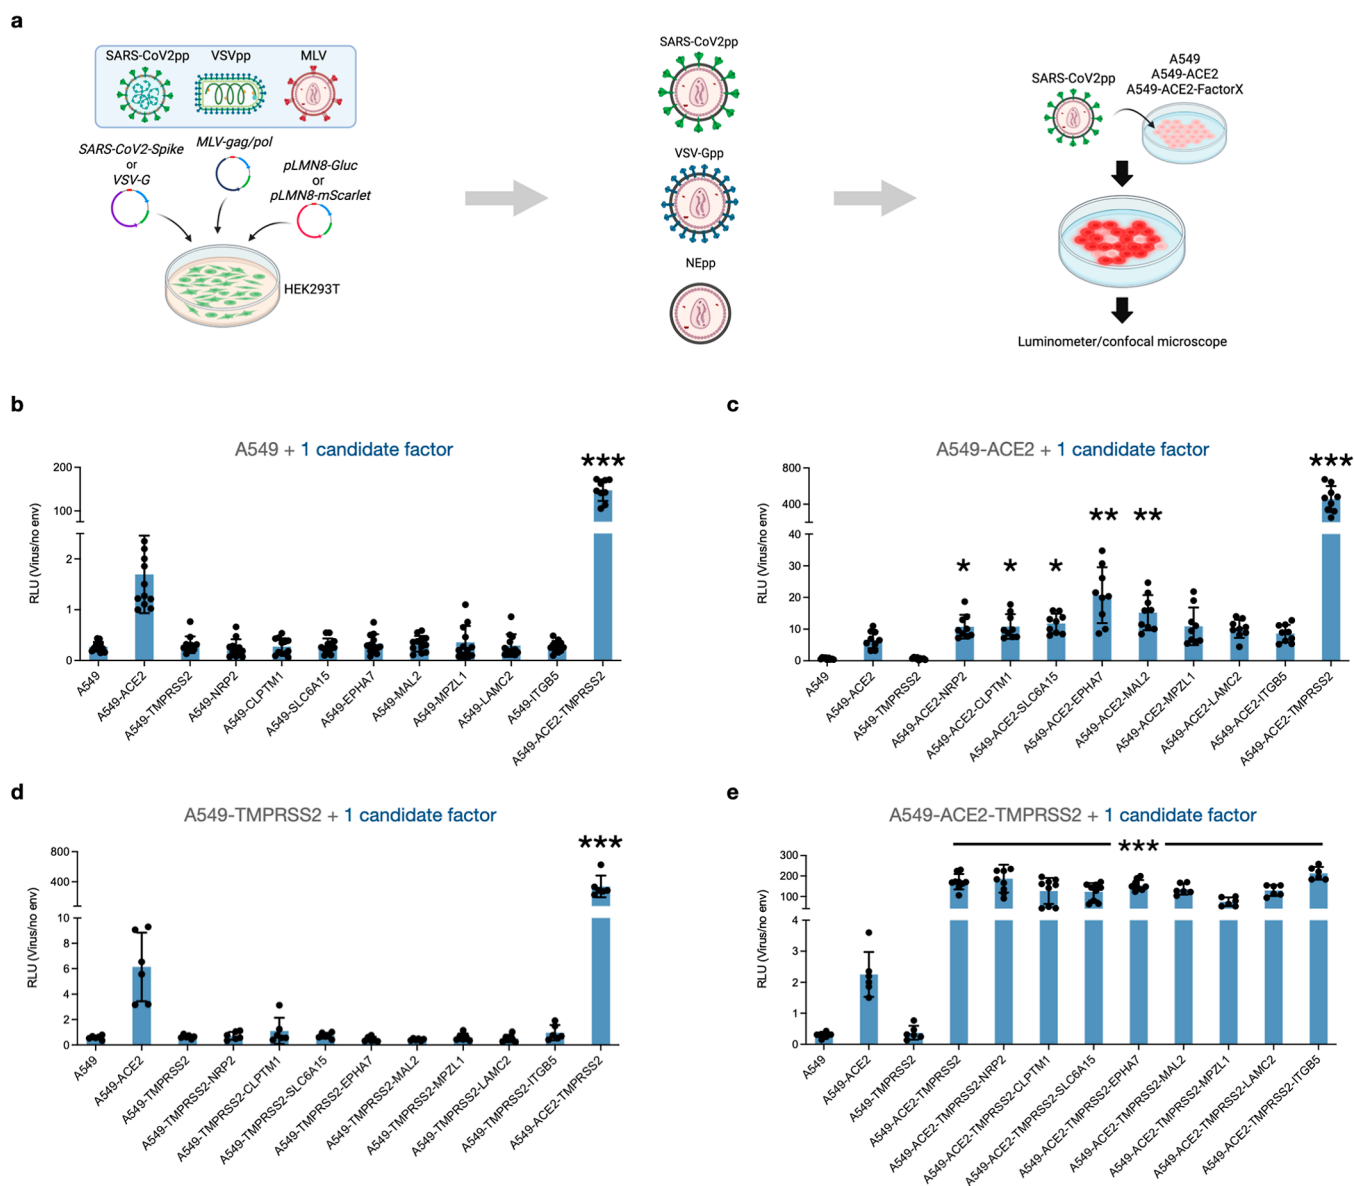 a
SARS-CoV2pp
VSVpp
MLV
SARS-CoV2-Spike
or
VSV-G
MLV-gag/pol
pLMN8-Gluc
or
pLMN8-mScarlet
HEK293T
SARS-CoV2pp
VSV-Gpp
NEpp
SARS-CoV2pp
A549
A549-ACE2
A549-ACE2-FactorX
Luminometer/confocal microscope
b
A549 + 1 candidate factor
RLU (Virus/no env)
200
100
2
1
0
***
A549
A549-ACE2
A549-TMPRSS2
A549-NRP2
A549-CLPTM1
A549-SLC6A15
A549-EPHA7
A549-MAL2
A549-MPZL1
A549-LAMC2
A549-ITGB5
A549-ACE2-TMPRSS2
c
A549-ACE2 + 1 candidate factor
RLU (Virus/no env)
800
400
40
30
20
10
0
*
*
*
**
**
***
A549
A549-ACE2
A549-TMPRSS2
A549-ACE2-NRP2
A549-ACE2-CLPTM1
A549-ACE2-SLC6A15
A549-ACE2-EPHA7
A549-ACE2-MAL2
A549-ACE2-MPZL1
A549-ACE2-LAMC2
A549-ACE2-ITGB5
A549-ACE2-TMPRSS2
d
A549-TMPRSS2 + 1 candidate factor
RLU (Virus/no env)
800
400
10
8
6
4
2
0
***
A549
A549-ACE2
A549-TMPRSS2
A549-TMPRSS2-NRP2
A549-TMPRSS2-CLPTM1
A549-TMPRSS2-SLC6A15
A549-TMPRSS2-EPHA7
A549-TMPRSS2-MAL2
A549-TMPRSS2-MPZL1
A549-TMPRSS2-LAMC2
A549-TMPRSS2-ITGB5
A549-ACE2-TMPRSS2
e
A549-ACE2-TMPRSS2 + 1 candidate factor
RLU (Virus/no env)
300
200
100
4
3
2
1
0
***
A549
A549-ACE2
A549-TMPRSS2
A549-ACE2-TMPRSS2
A549-ACE2-TMPRSS2-NRP2
A549-ACE2-TMPRSS2-CLPTM1
A549-ACE2-TMPRSS2-SLC6A15
A549-ACE2-TMPRSS2-EPHA7
A549-ACE2-TMPRSS2-MAL2
A549-ACE2-TMPRSS2-MPZL1
A549-ACE2-TMPRSS2-LAMC2
A549-ACE2-TMPRSS2-ITGB5